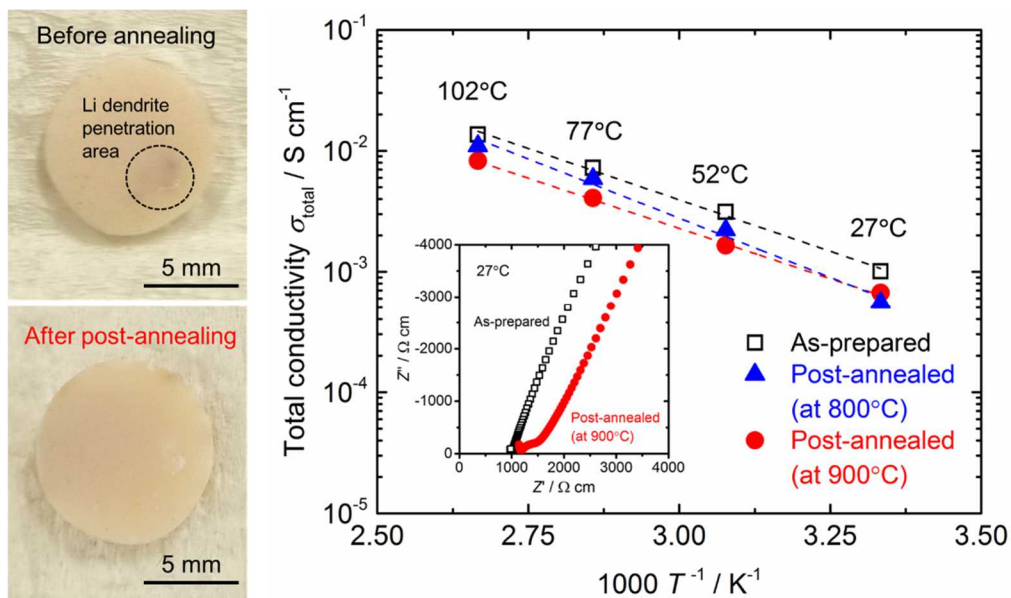 Before annealing
Li dendrite
penetration
area
5 mm
After post-annealing
5 mm
Total conductivity σtotal / S cm-1
10-1
10-2
10-3
10-4
10-5
102°C
77°C
52°C
27°C
-4000
-3000
-2000
-1000
0
Z'' / Ω cm
27°C
As-prepared
Post-annealed
(at 900°C)
0
1000
2000
3000
4000
Z' / Ω cm
As-prepared
Post-annealed
(at 800°C)
Post-annealed
(at 900°C)
2.50
2.75
3.00
3.25
3.50
1000 T -1 / K-1